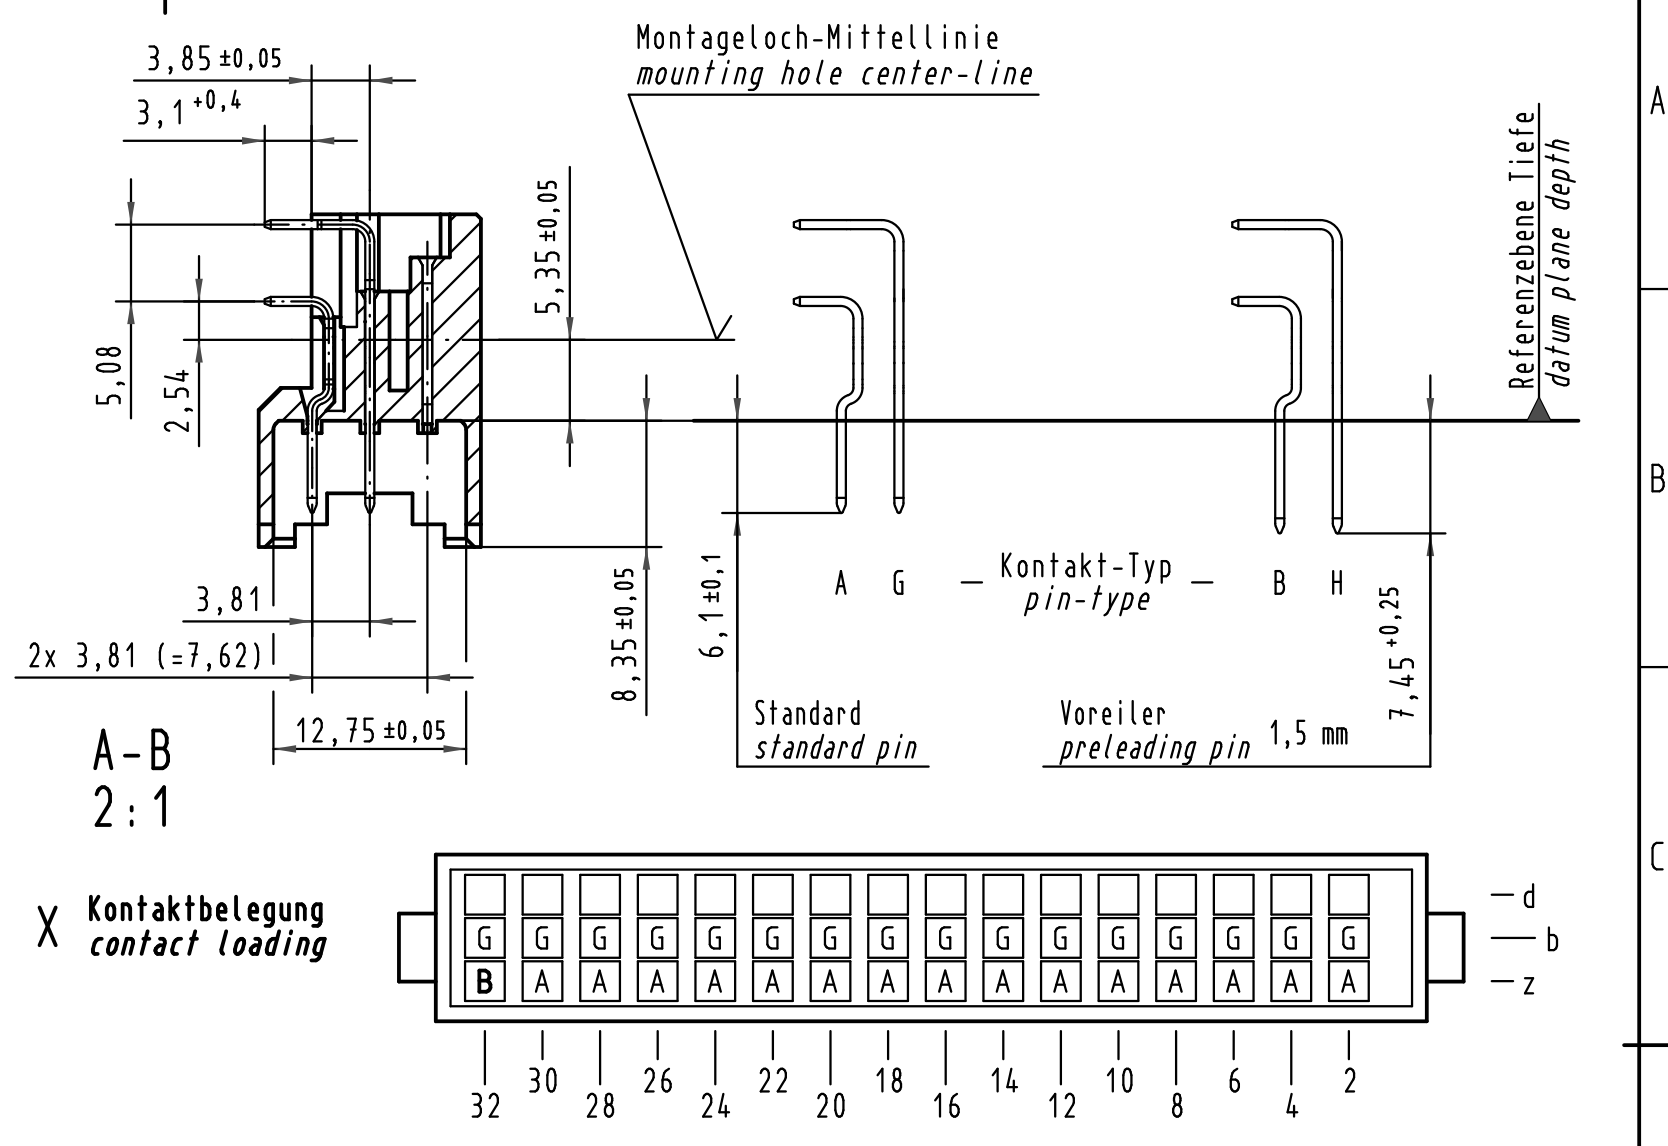 3,85 ±0,05
3,1 +0,4
Montageloch-Mittellinie
mounting hole center-line
5,35 ±0,05
5,08
2,54
Referenzebene Tiefe
datum plane depth
A
B
C
3,81
2x 3,81 (=7,62)
12,75 ±0,05
8,35 ±0,05
6,1 ±0,1
7,45 +0,25
A G — Kontakt-Typ — B H
pin-type
Standard
standard pin
Voreiler
preleading pin 1,5 mm
A-B
2:1
X Kontaktbelegung
contact loading
d
G G G G G G G G G G G G G G G G b
B A A A A A A A A A A A A A A A z
30 26 22 18 14 10 6 2
32 28 24 20 16 12 8 4